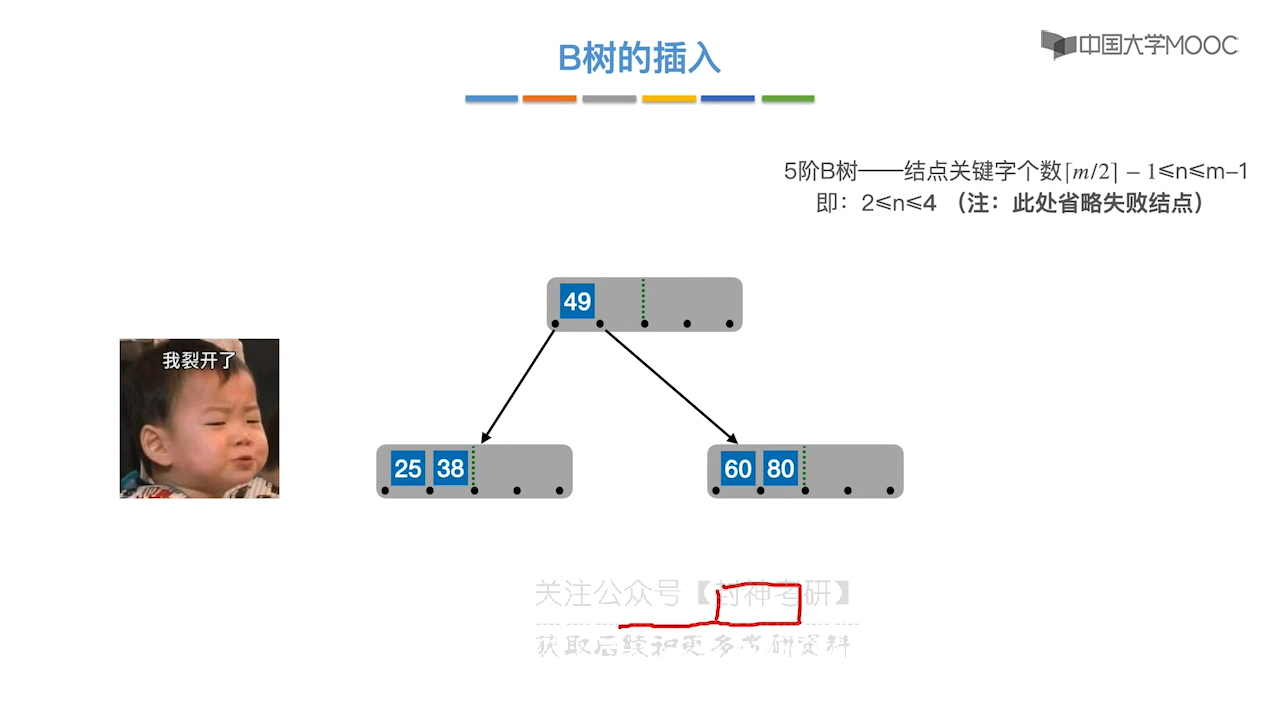 B树的插入
中国大学MOOC
5阶B树——结点关键字个数⌈m/2⌉ − 1≤n≤m–1
即：2≤n≤4 （注：此处省略失败结点）
49
我裂开了
25 38
60 80
关注公众号【封神考研】
获取后续和更多考研资料